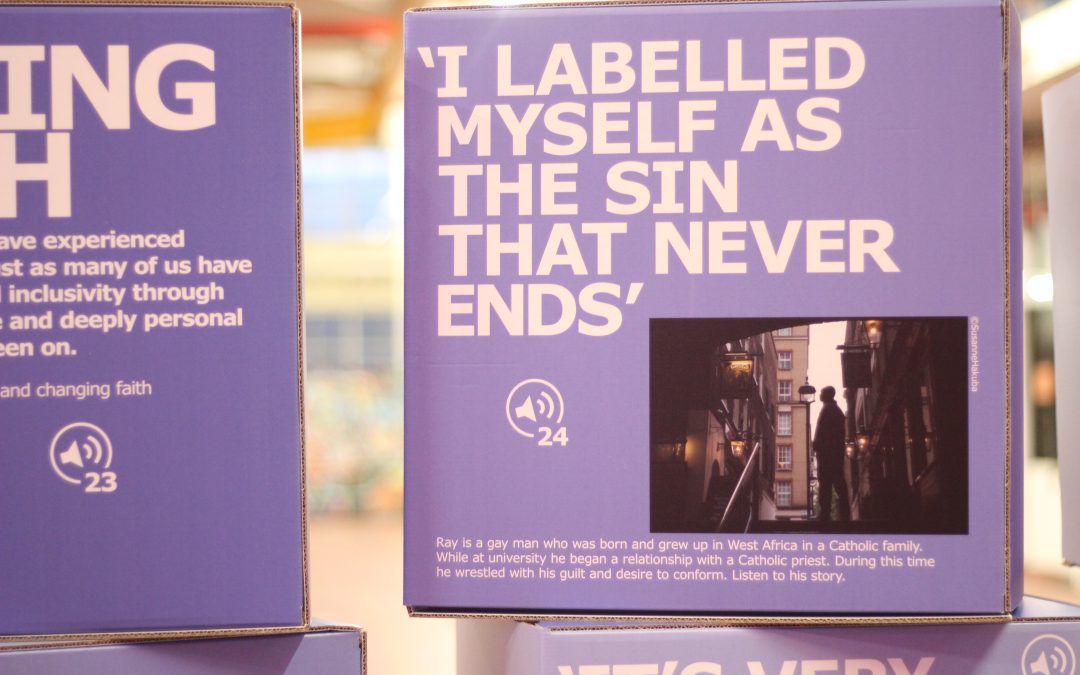 ING
H
ave experienced
st as many of us have
inclusivity through
and deeply personal
een on.
and changing faith
23
‘I LABELLED
MYSELF AS
THE SIN
THAT NEVER
ENDS’
24
©SusanneHakuba
Ray is a gay man who was born and grew up in West Africa in a Catholic family.
While at university he began a relationship with a Catholic priest. During this time
he wrestled with his guilt and desire to conform. Listen to his story.
‘IT’S VERY